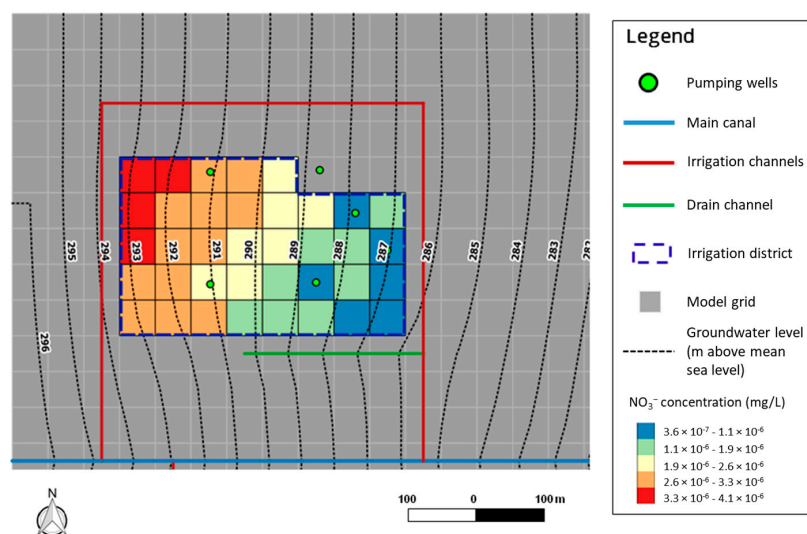 295
294
293
292
291
290
289
288
287
286
285
284
283
296
N
100 0 100 m
Legend
Pumping wells
Main canal
Irrigation channels
Drain channel
Irrigation district
Model grid
Groundwater level
(m above mean
sea level)
NO₃⁻ concentration (mg/L)
3.6 × 10⁻⁷ - 1.1 × 10⁻⁶
1.1 × 10⁻⁶ - 1.9 × 10⁻⁶
1.9 × 10⁻⁶ - 2.6 × 10⁻⁶
2.6 × 10⁻⁶ - 3.3 × 10⁻⁶
3.3 × 10⁻⁶ - 4.1 × 10⁻⁶